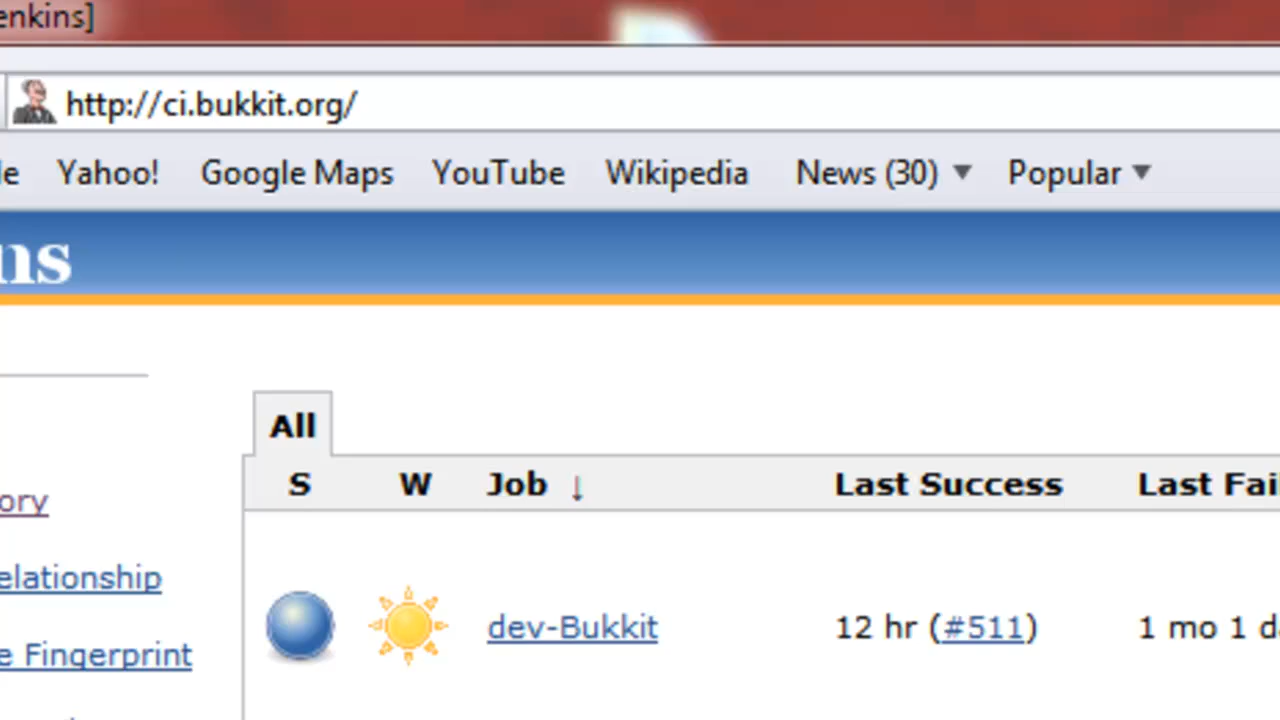 enkins]
http://ci.bukkit.org/
le Yahoo! Google Maps YouTube Wikipedia News (30) Popular
ns
All
S W Job ↓ Last Success Last Fai
ory
elationship
dev-Bukkit 12 hr (#511) 1 mo 1 d
e Fingerprint